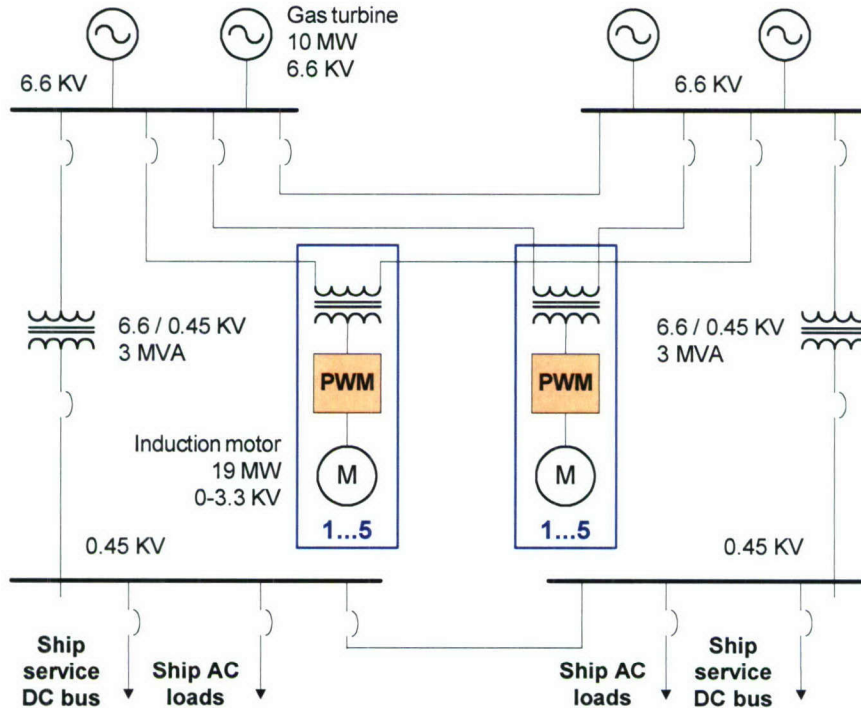 Gas turbine
10 MW
6.6 KV
6.6 KV
6.6 KV
6.6 / 0.45 KV
3 MVA
6.6 / 0.45 KV
3 MVA
PWM
PWM
Induction motor
19 MW
0-3.3 KV
M
M
1...5
1...5
0.45 KV
0.45 KV
Ship
service
DC bus
Ship AC
loads
Ship AC
loads
Ship
service
DC bus